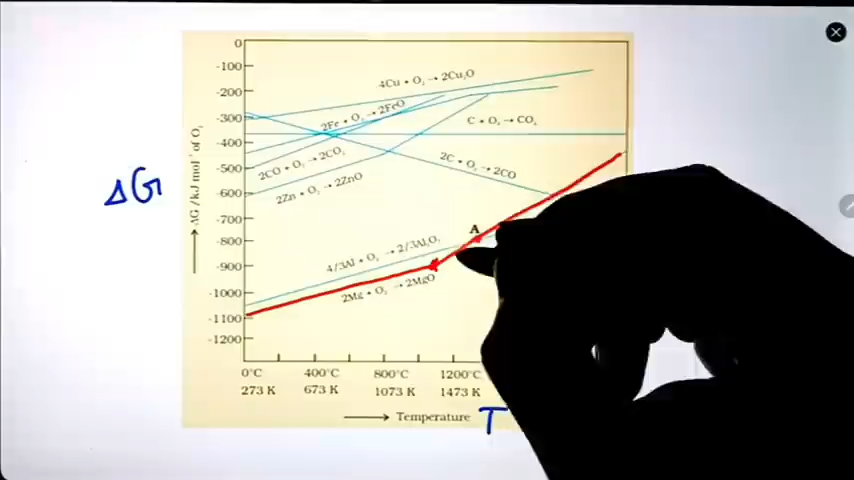 0
-100
-200
-300
-400
-500
-600
-700
-800
-900
-1000
-1100
-1200
ΔG /kJ mol⁻¹ of O₂
ΔG
4Cu + O₂ → 2Cu₂O
2Fe + O₂ → 2FeO
C + O₂ → CO₂
2CO + O₂ → 2CO₂
2C + O₂ → 2CO
2Zn + O₂ → 2ZnO
A
4/3Al + O₂ → 2/3Al₂O₃
2Mg + O₂ → 2MgO
0°C 400°C 800°C 1200°C
273 K 673 K 1073 K 1473 K
Temperature T